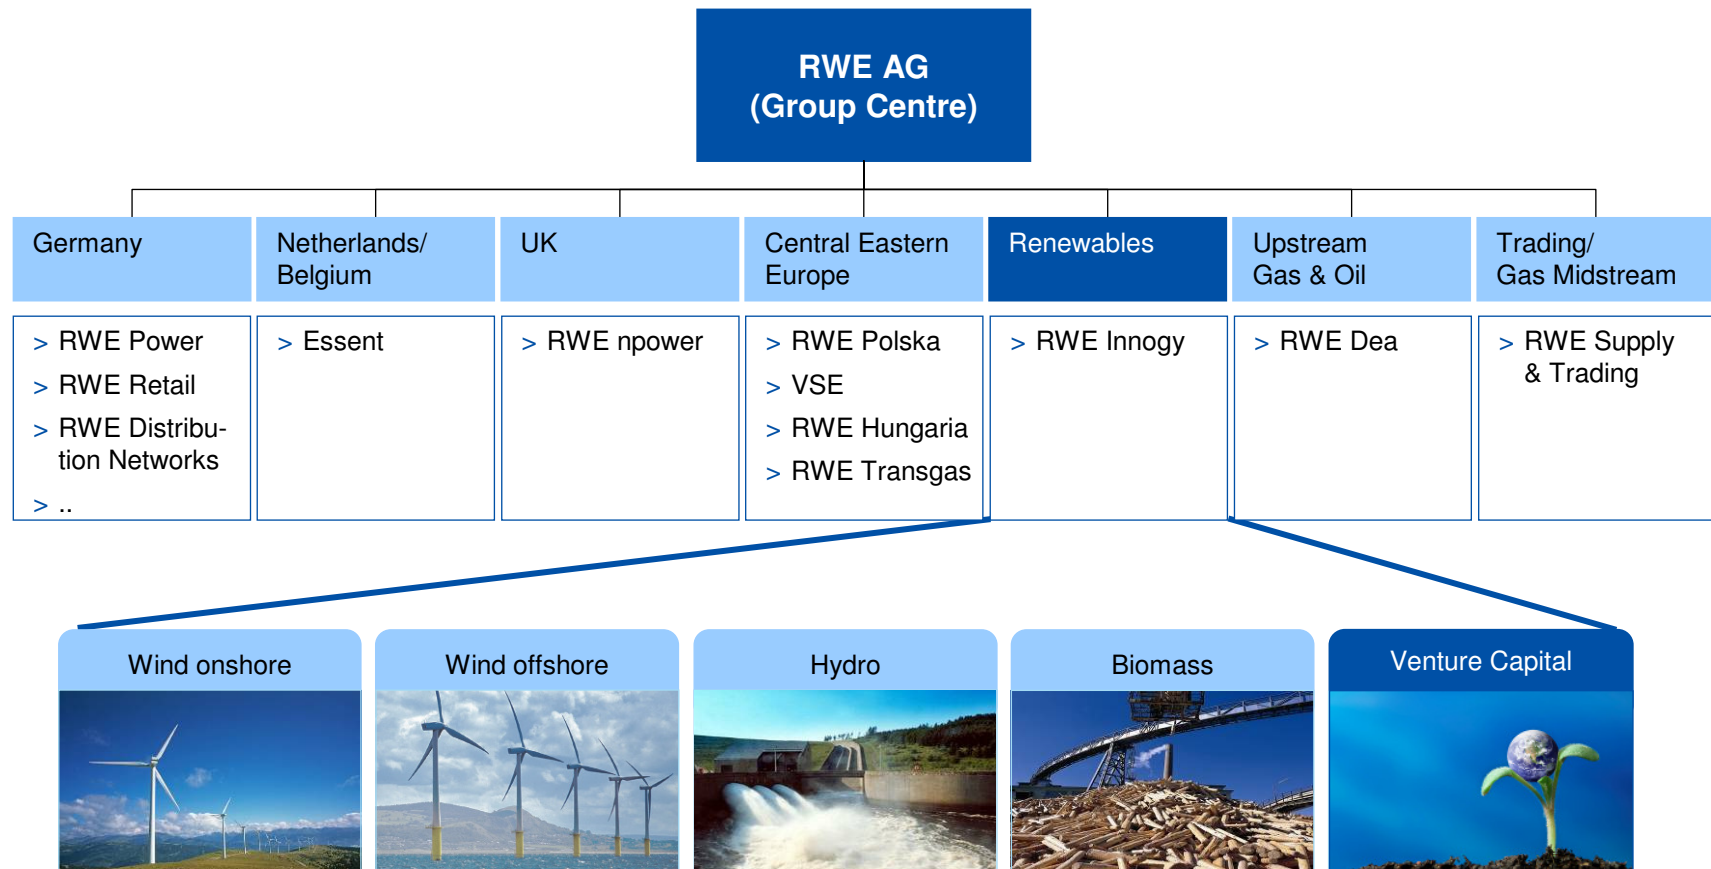 RWE AG
(Group Centre)
Germany
Netherlands/
Belgium
UK
Central Eastern
Europe
Renewables
Upstream
Gas & Oil
Trading/
Gas Midstream
> RWE Power
> RWE Retail
> RWE Distribu-
tion Networks
> ..
> Essent
> RWE npower
> RWE Polska
> VSE
> RWE Hungaria
> RWE Transgas
> RWE Innogy
> RWE Dea
> RWE Supply
& Trading
Wind onshore
Wind offshore
Hydro
Biomass
Venture Capital